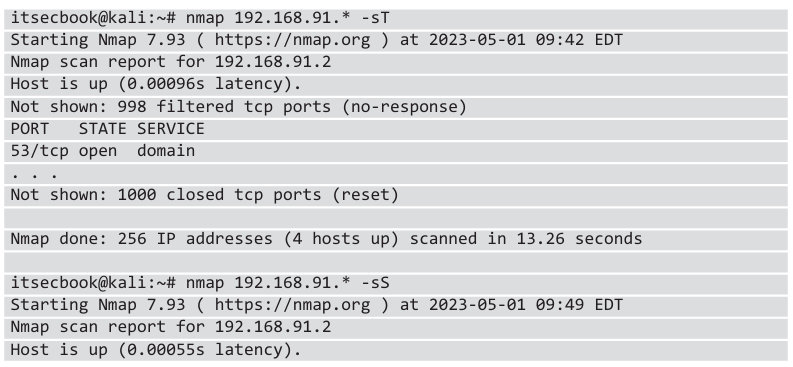 itsecbook@kali:~# nmap 192.168.91.* -sT
Starting Nmap 7.93 ( https://nmap.org ) at 2023-05-01 09:42 EDT
Nmap scan report for 192.168.91.2
Host is up (0.00096s latency).
Not shown: 998 filtered tcp ports (no-response)
PORT   STATE SERVICE
53/tcp open  domain
. . .
Not shown: 1000 closed tcp ports (reset)
Nmap done: 256 IP addresses (4 hosts up) scanned in 13.26 seconds
itsecbook@kali:~# nmap 192.168.91.* -sS
Starting Nmap 7.93 ( https://nmap.org ) at 2023-05-01 09:49 EDT
Nmap scan report for 192.168.91.2
Host is up (0.00055s latency).